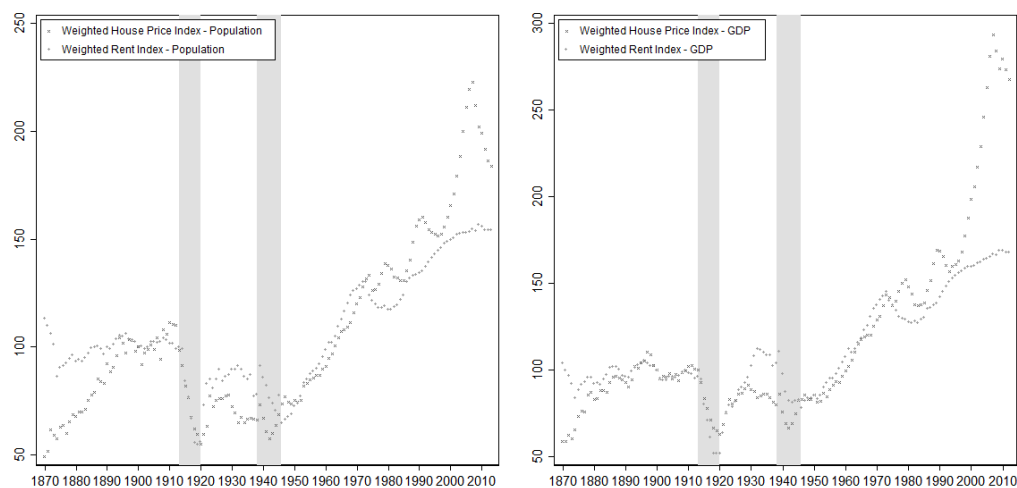 Weighted House Price Index - Population
Weighted Rent Index - Population
250
200
150
100
50
1870 1880 1890 1900 1910 1920 1930 1940 1950 1960 1970 1980 1990 2000 2010
Weighted House Price Index - GDP
Weighted Rent Index - GDP
300
250
200
150
100
50
1870 1880 1890 1900 1910 1920 1930 1940 1950 1960 1970 1980 1990 2000 2010